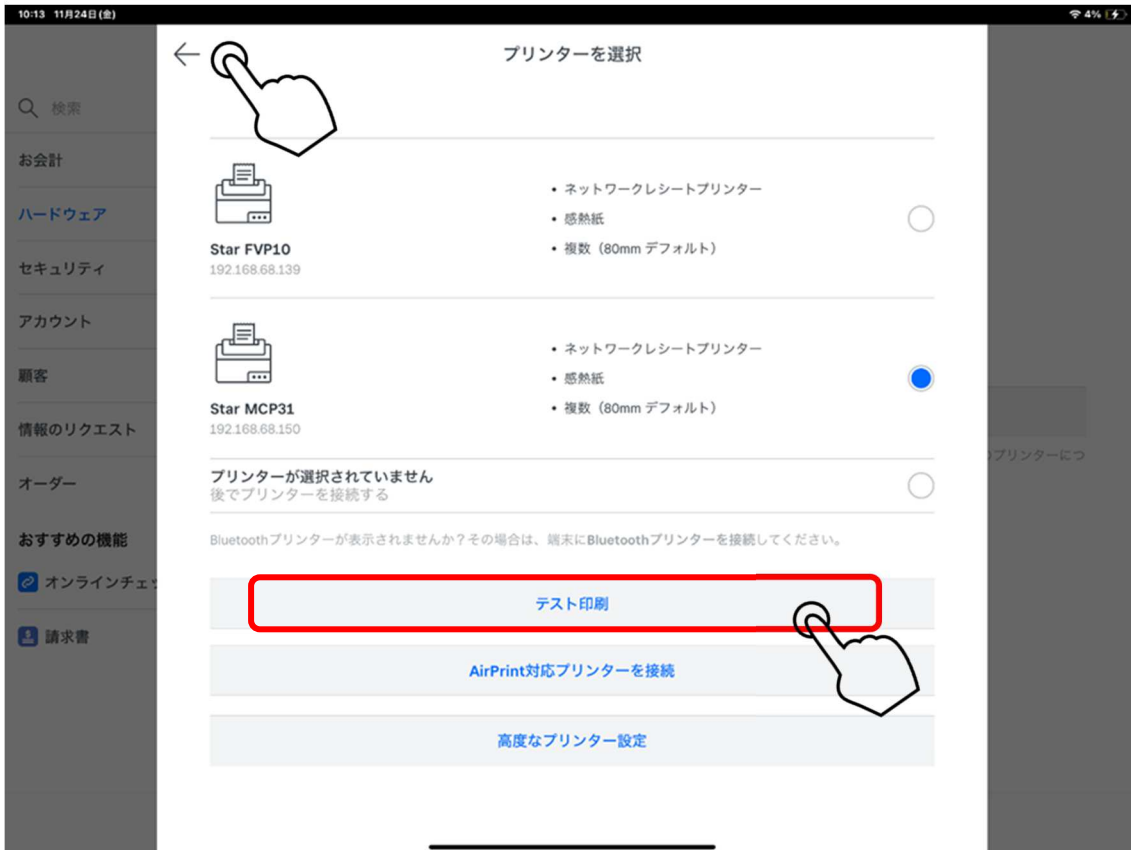 10:13 11月24日(金)
4%
プリンターを選択
検索
お会計
ハードウェア
セキュリティ
アカウント
顧客
情報のリクエスト
オーダー
おすすめの機能
オンラインチェッ
請求書
• ネットワークレシートプリンター
• 感熱紙
• 複数（80mm デフォルト）
Star FVP10
192.168.68.139
• ネットワークレシートプリンター
• 感熱紙
• 複数（80mm デフォルト）
Star MCP31
192.168.68.150
プリンターが選択されていません
後でプリンターを接続する
Bluetoothプリンターが表示されませんか？その場合は、端末にBluetoothプリンターを接続してください。
テスト印刷
AirPrint対応プリンターを接続
高度なプリンター設定
プリンターにつ